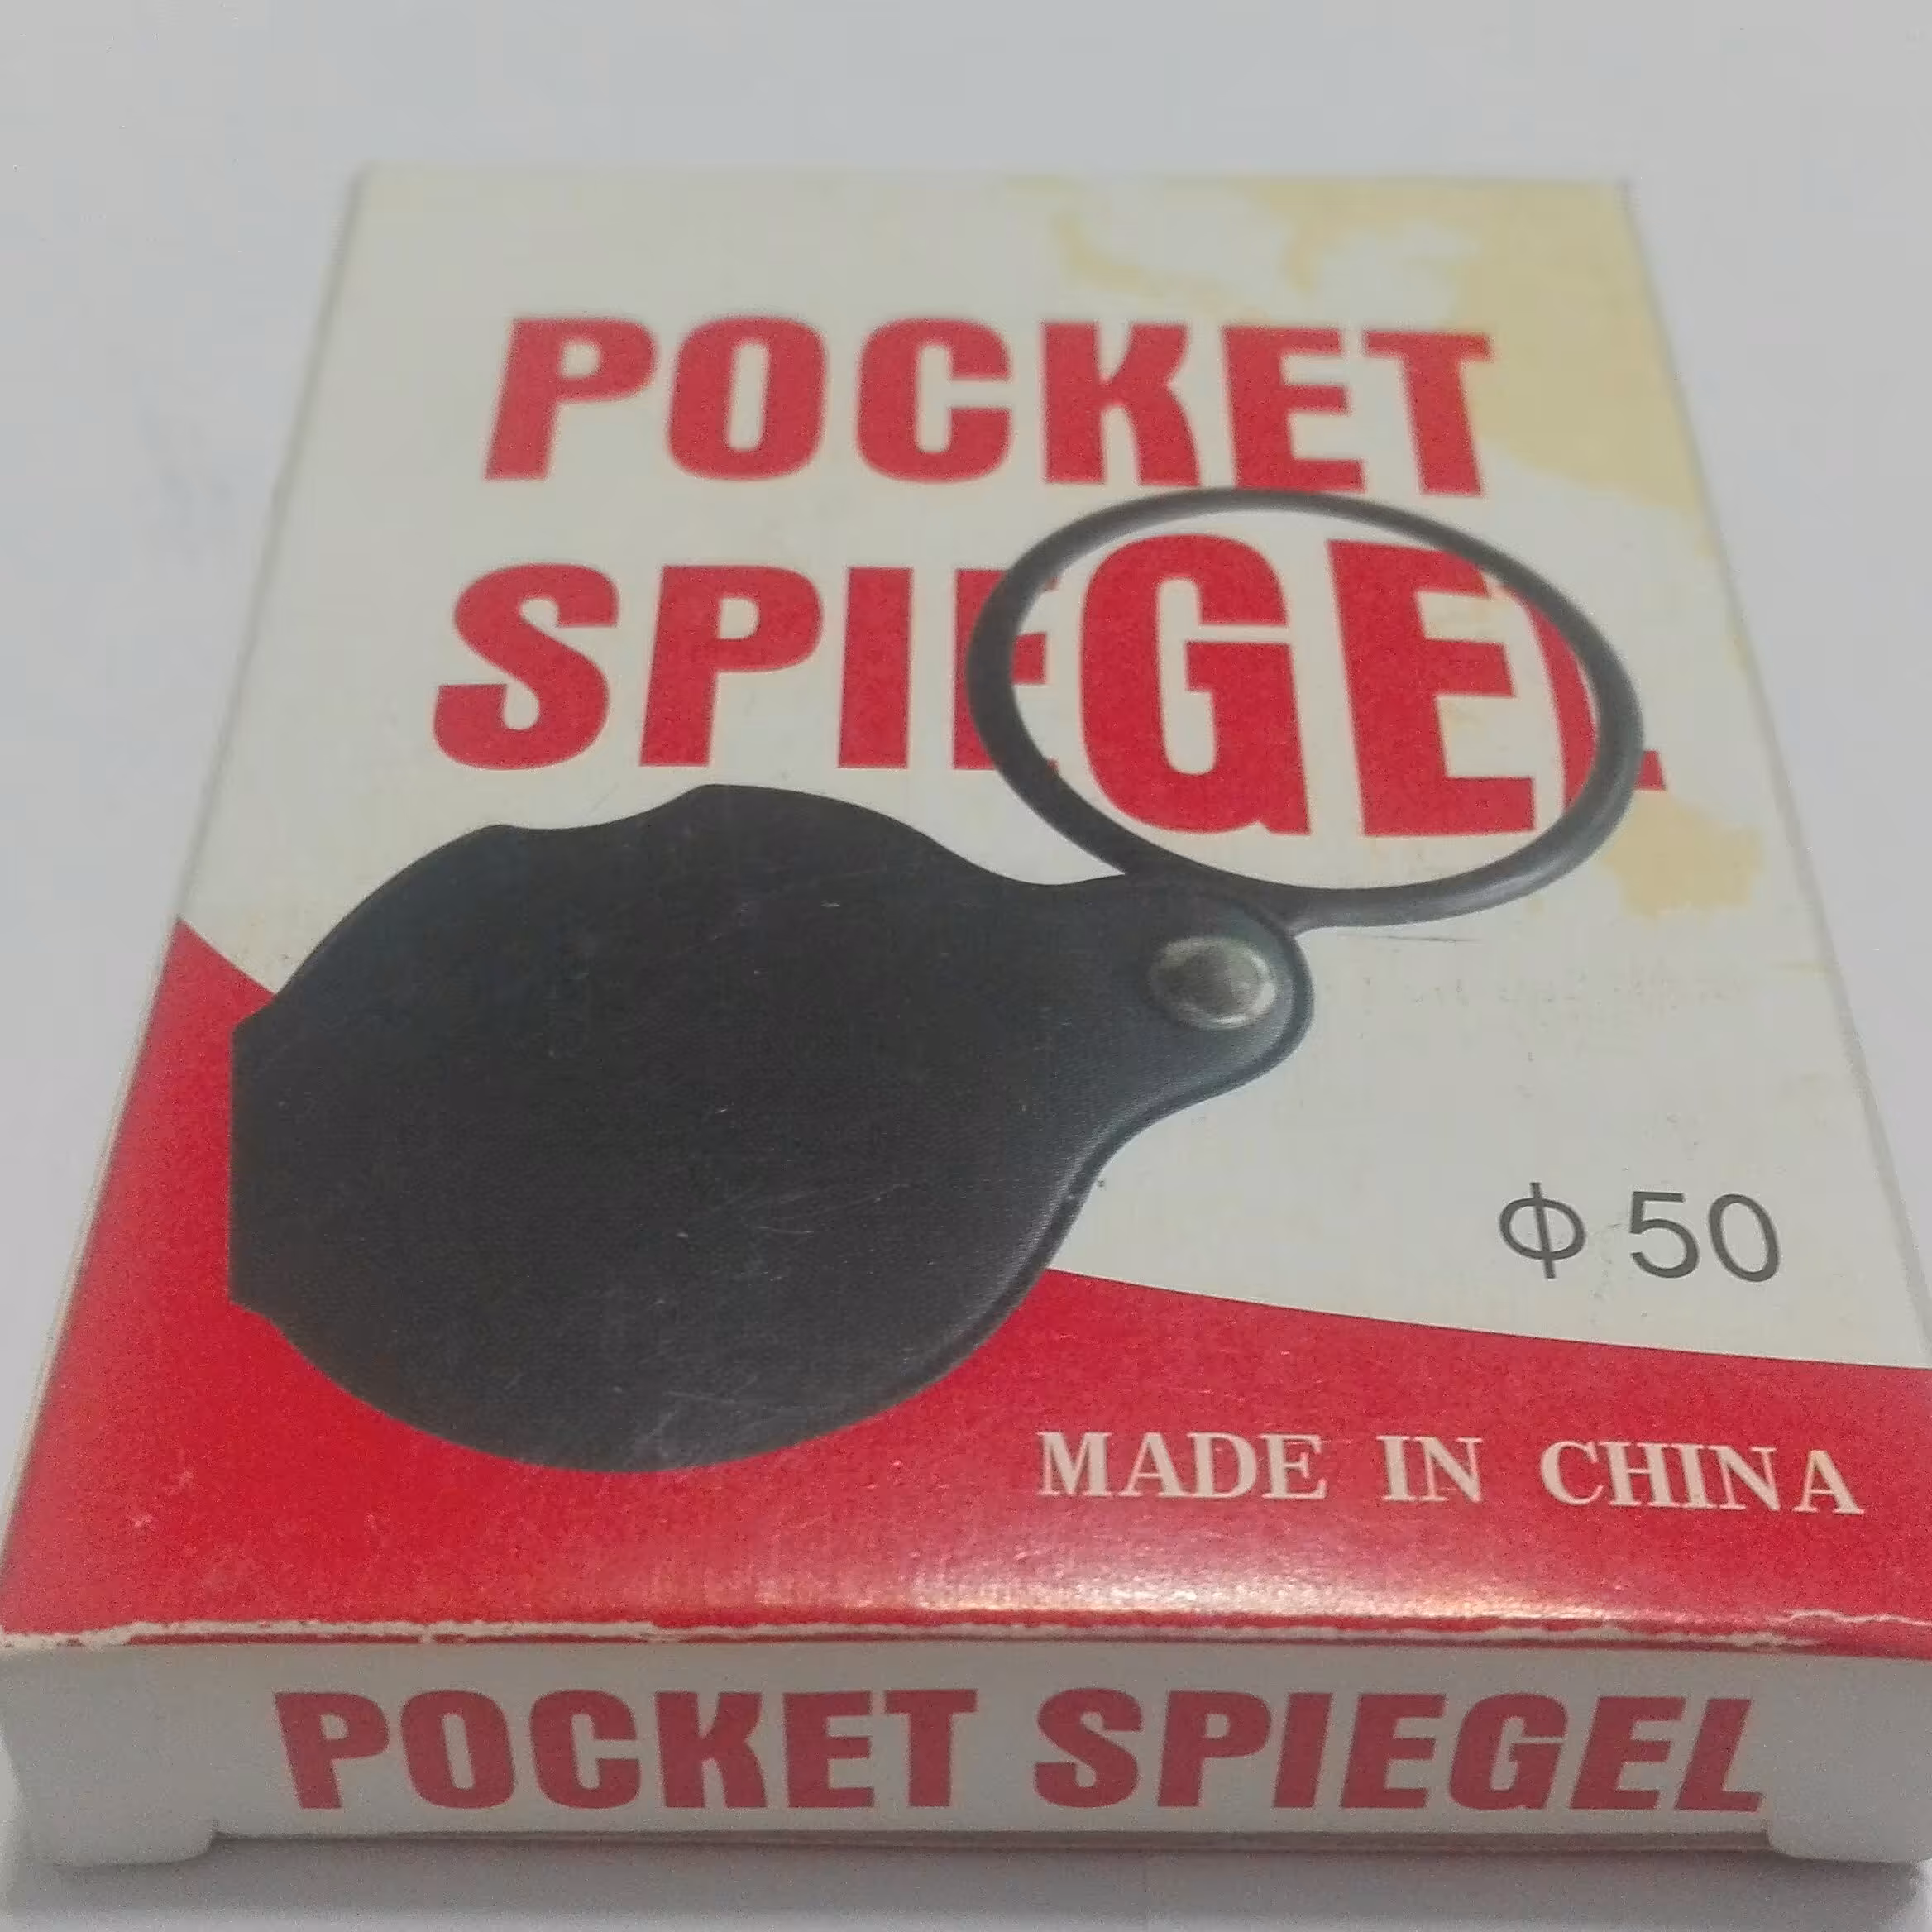 POCKET
SPIEGEL
Φ 50
MADE IN CHINA
POCKET SPIEGEL